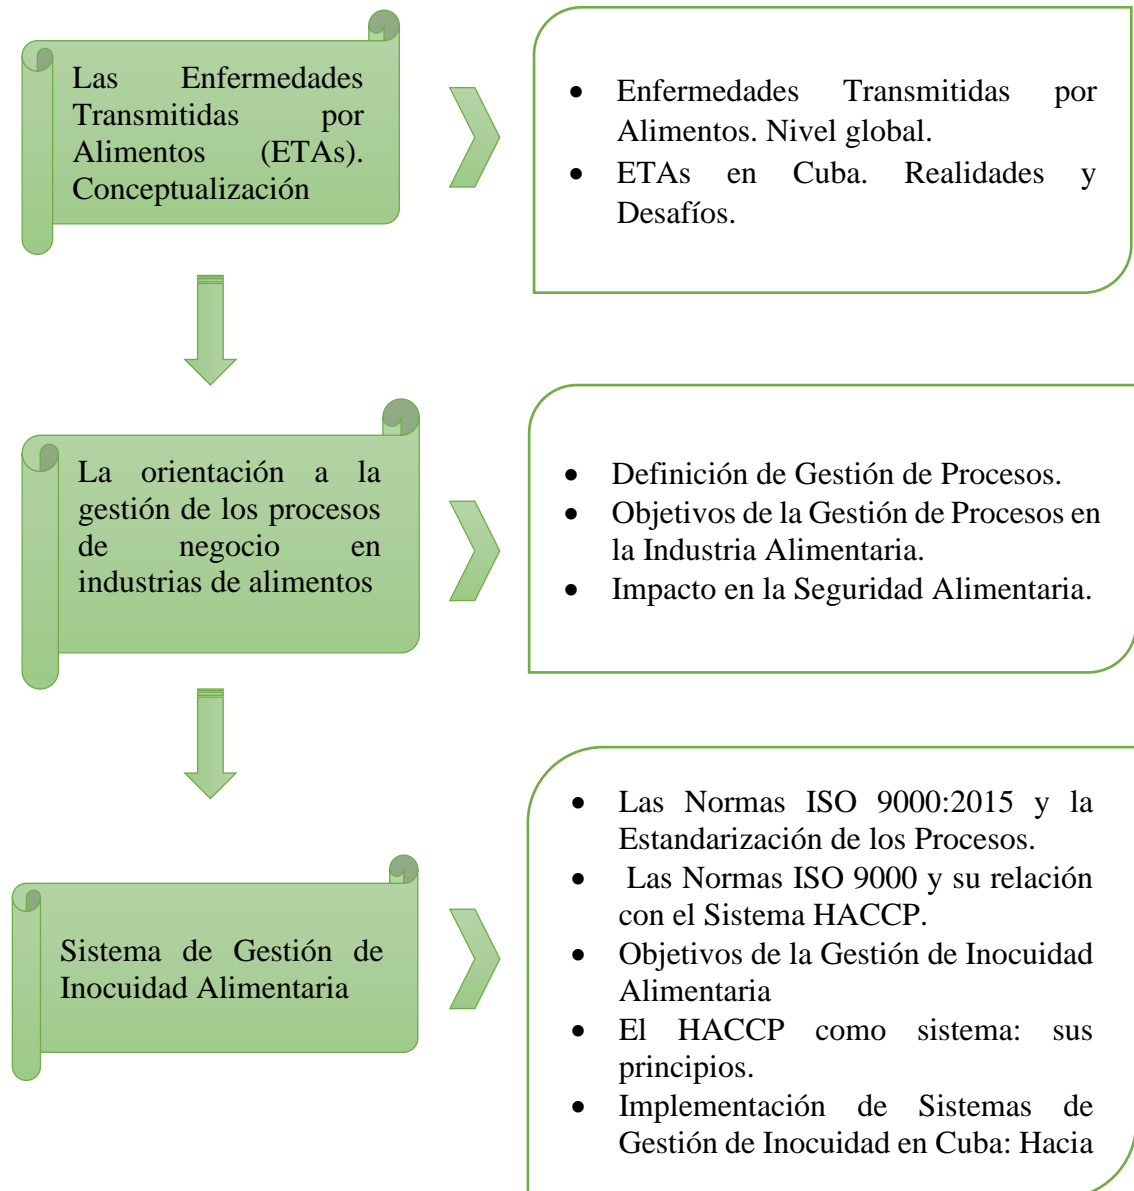 Las Enfermedades
Transmitidas por
Alimentos (ETAs).
Conceptualización
• Enfermedades Transmitidas por
Alimentos. Nivel global.
• ETAs en Cuba. Realidades y
Desafíos.
La orientación a la
gestión de los procesos
de negocio en
industrias de alimentos
• Definición de Gestión de Procesos.
• Objetivos de la Gestión de Procesos en
la Industria Alimentaria.
• Impacto en la Seguridad Alimentaria.
Sistema de Gestión de
Inocuidad Alimentaria
• Las Normas ISO 9000:2015 y la
Estandarización de los Procesos.
• Las Normas ISO 9000 y su relación
con el Sistema HACCP.
• Objetivos de la Gestión de Inocuidad
Alimentaria
• El HACCP como sistema: sus
principios.
• Implementación de Sistemas de
Gestión de Inocuidad en Cuba: Hacia